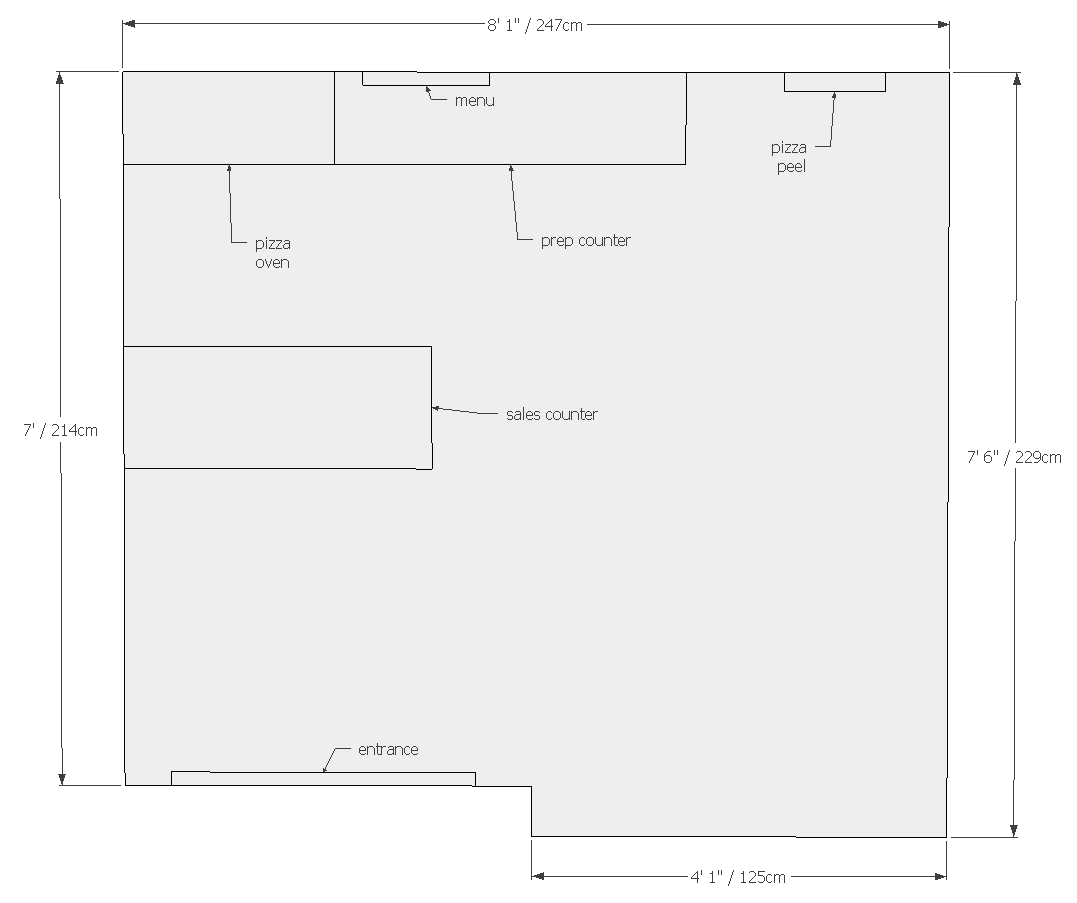 8' 1" / 247cm
menu
pizza
peel
pizza
oven
prep counter
sales counter
7' / 214cm
7' 6" / 229cm
entrance
4' 1" / 125cm